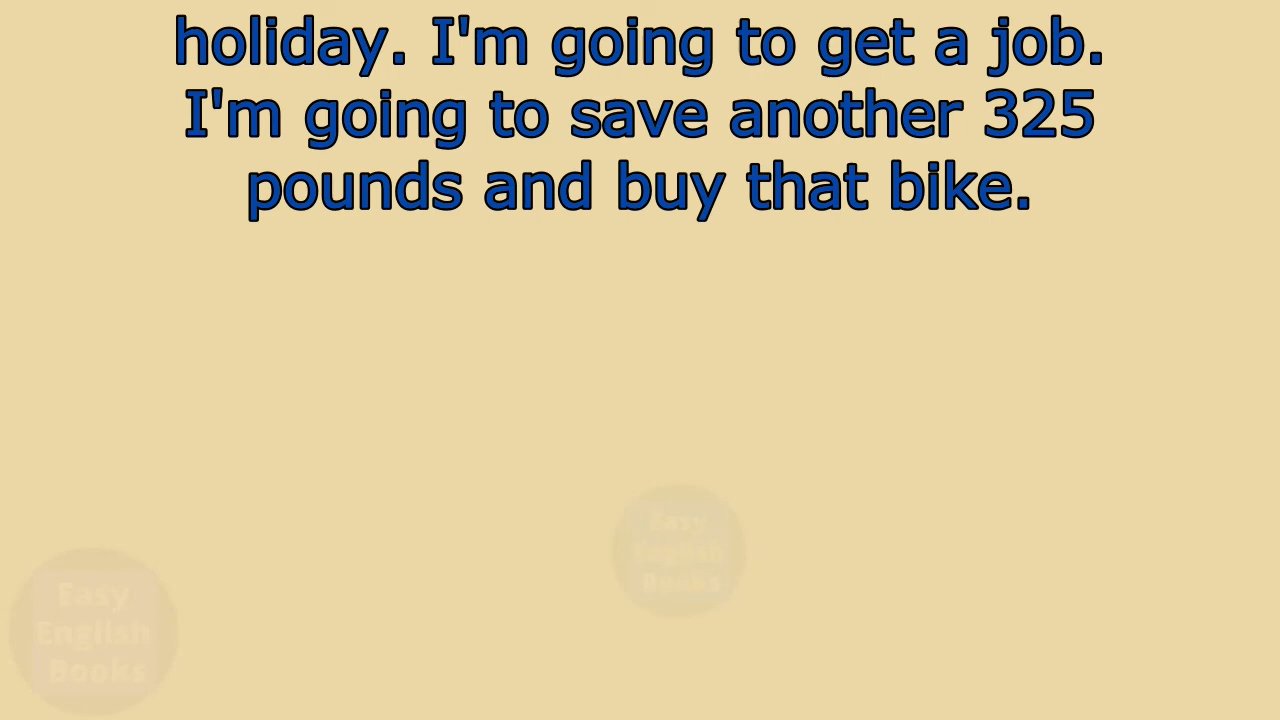 holiday. I'm going to get a job.
I'm going to save another 325
pounds and buy that bike.
Easy
English
Books
Easy
English
Books